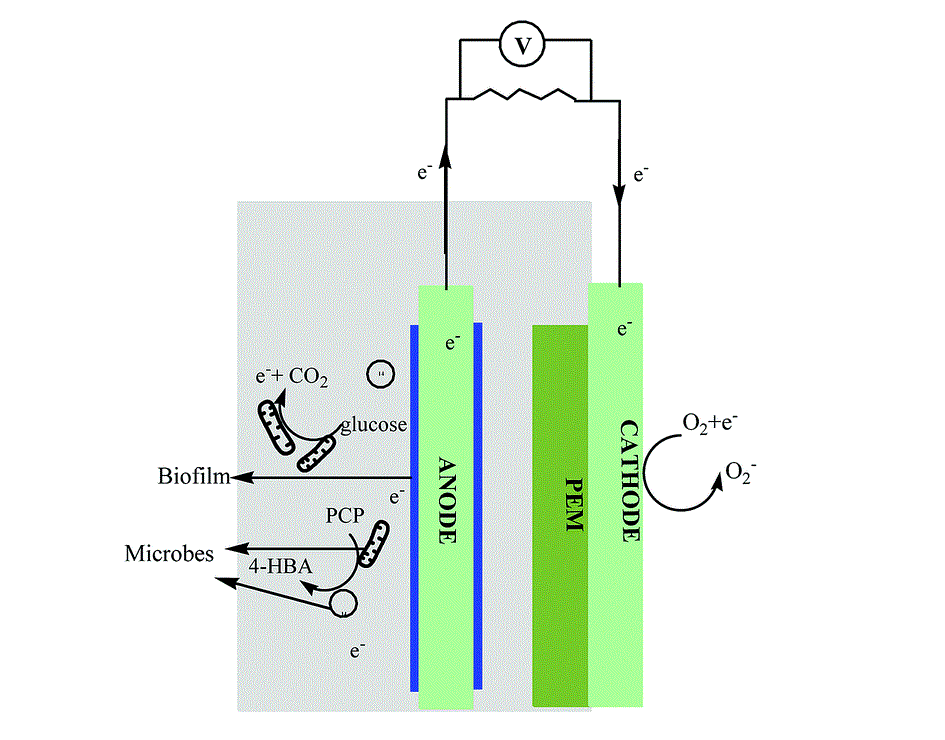 V
e-
e-
e-
e-
e-+ CO2
"
glucose
O2+e-
O2-
Biofilm
e-
ANODE
PEM
CATHODE
PCP
Microbes
4-HBA
"
e-